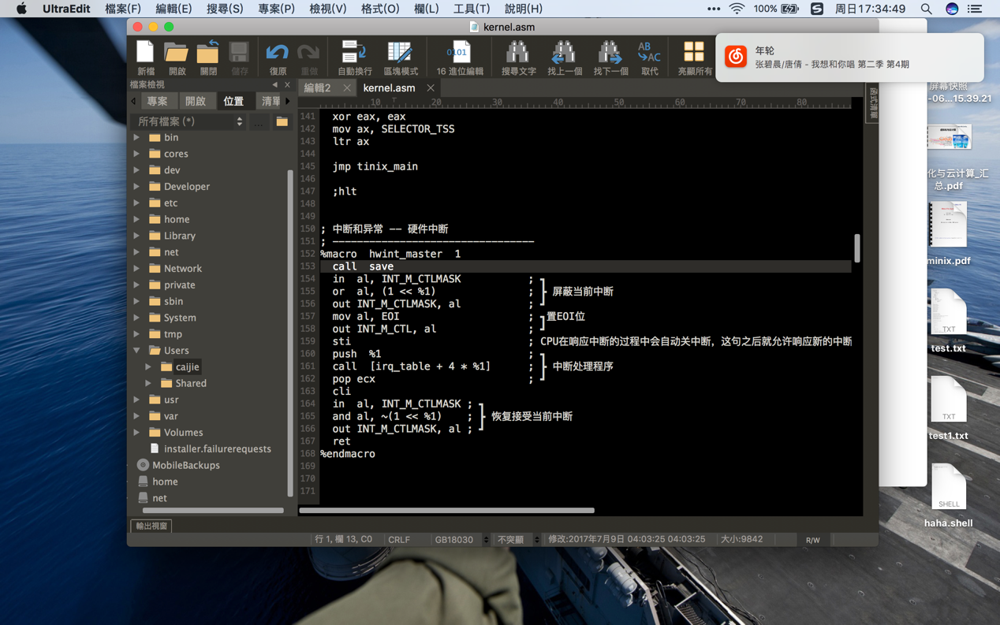 UltraEdit 檔案(F) 編輯(E) 搜尋(S) 專案(P) 檢視(V) 格式(O) 欄(L) 工具(T) 說明(H) 100% 周日17:34:49
kernel.asm
新檔 開啟 關閉 儲存 復原 重做 自動換行 區塊模式 16 進位編輯 搜尋文字 找上一個 找下一個 取代 亮顯所有
0101
AB
AC
年轮
张碧晨/唐倩 - 我想和你唱 第二季 第4期
檔案檢視
專案 開啟 位置 清單
所有檔案 (*)
...
bin
cores
dev
Developer
etc
home
Library
net
Network
private
sbin
System
tmp
Users
caijie
Shared
usr
var
Volumes
installer.failurerequests
MobileBackups
home
net
編輯2 kernel.asm
10 20 30 40 50 60 70 80
函式清單
141 xor eax, eax
142 mov ax, SELECTOR_TSS
143 ltr ax
144
145 jmp tinix_main
146
147 ;hlt
148
149
150 ; 中断和异常 -- 硬件中断
151 ; ---------------------------------
152 %macro hwint_master 1
153 call save
154 in al, INT_M_CTLMASK ;
155 or al, (1 << %1) ; 屏蔽当前中断
156 out INT_M_CTLMASK, al ;
157 mov al, EOI ; 置EOI位
158 out INT_M_CTL, al ;
159 sti ; CPU在响应中断的过程中会自动关中断，这句之后就允许响应新的中断
160 push %1 ;
161 call [irq_table + 4 * %1] ; 中断处理程序
162 pop ecx ;
163 cli
164 in al, INT_M_CTLMASK ;
165 and al, ~(1 << %1) ; 恢复接受当前中断
166 out INT_M_CTLMASK, al ;
167 ret
168 %endmacro
169
170
171
輸出視窗
行 1, 欄 13, C0 CRLF GB18030 不突顯 修改:2017年7月9日 04:03:25 04:03:25 大小:9842 R/W
屏幕快照
-06...15.39.21
化与云计算_汇
总.pdf
minix.pdf
TXT
test.txt
TXT
test1.txt
SHELL
haha.shell